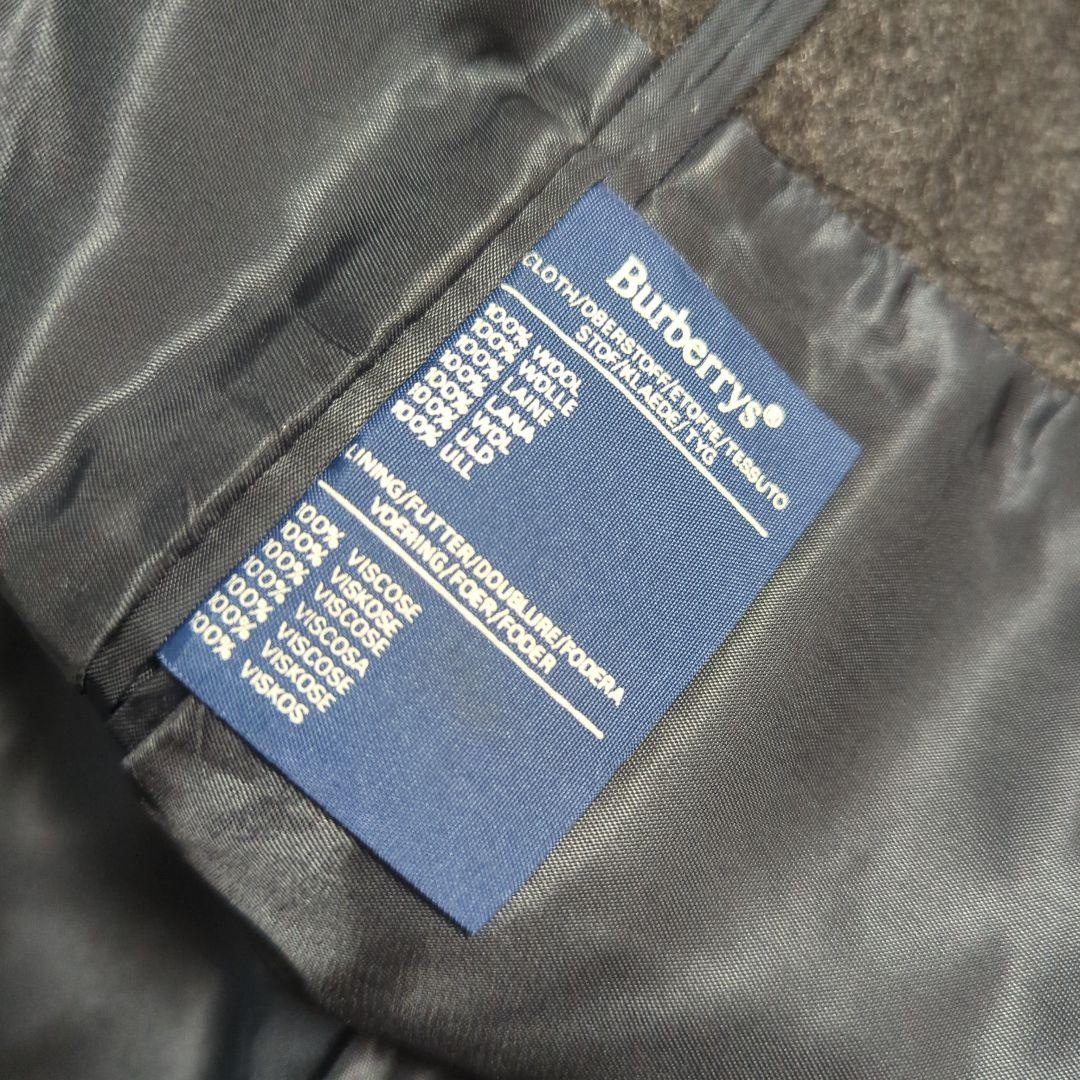 Burberrys®
CLOTH/OBERSTOFF/ETOFFE/TESSUTO
STOF/KLAEDE/TYG
100% WOOL
100% WOLLE
100% LAINE
100% LANA
100% WOL
100% ULD
100% ULL
LINING/FUTTER/DOUBLURE/FODERA
VOERING/FOER/FODER
100% VISCOSE
100% VISKOSE
100% VISCOSE
100% VISCOSA
100% VISCOSE
100% VISKOSE
100% VISKOS